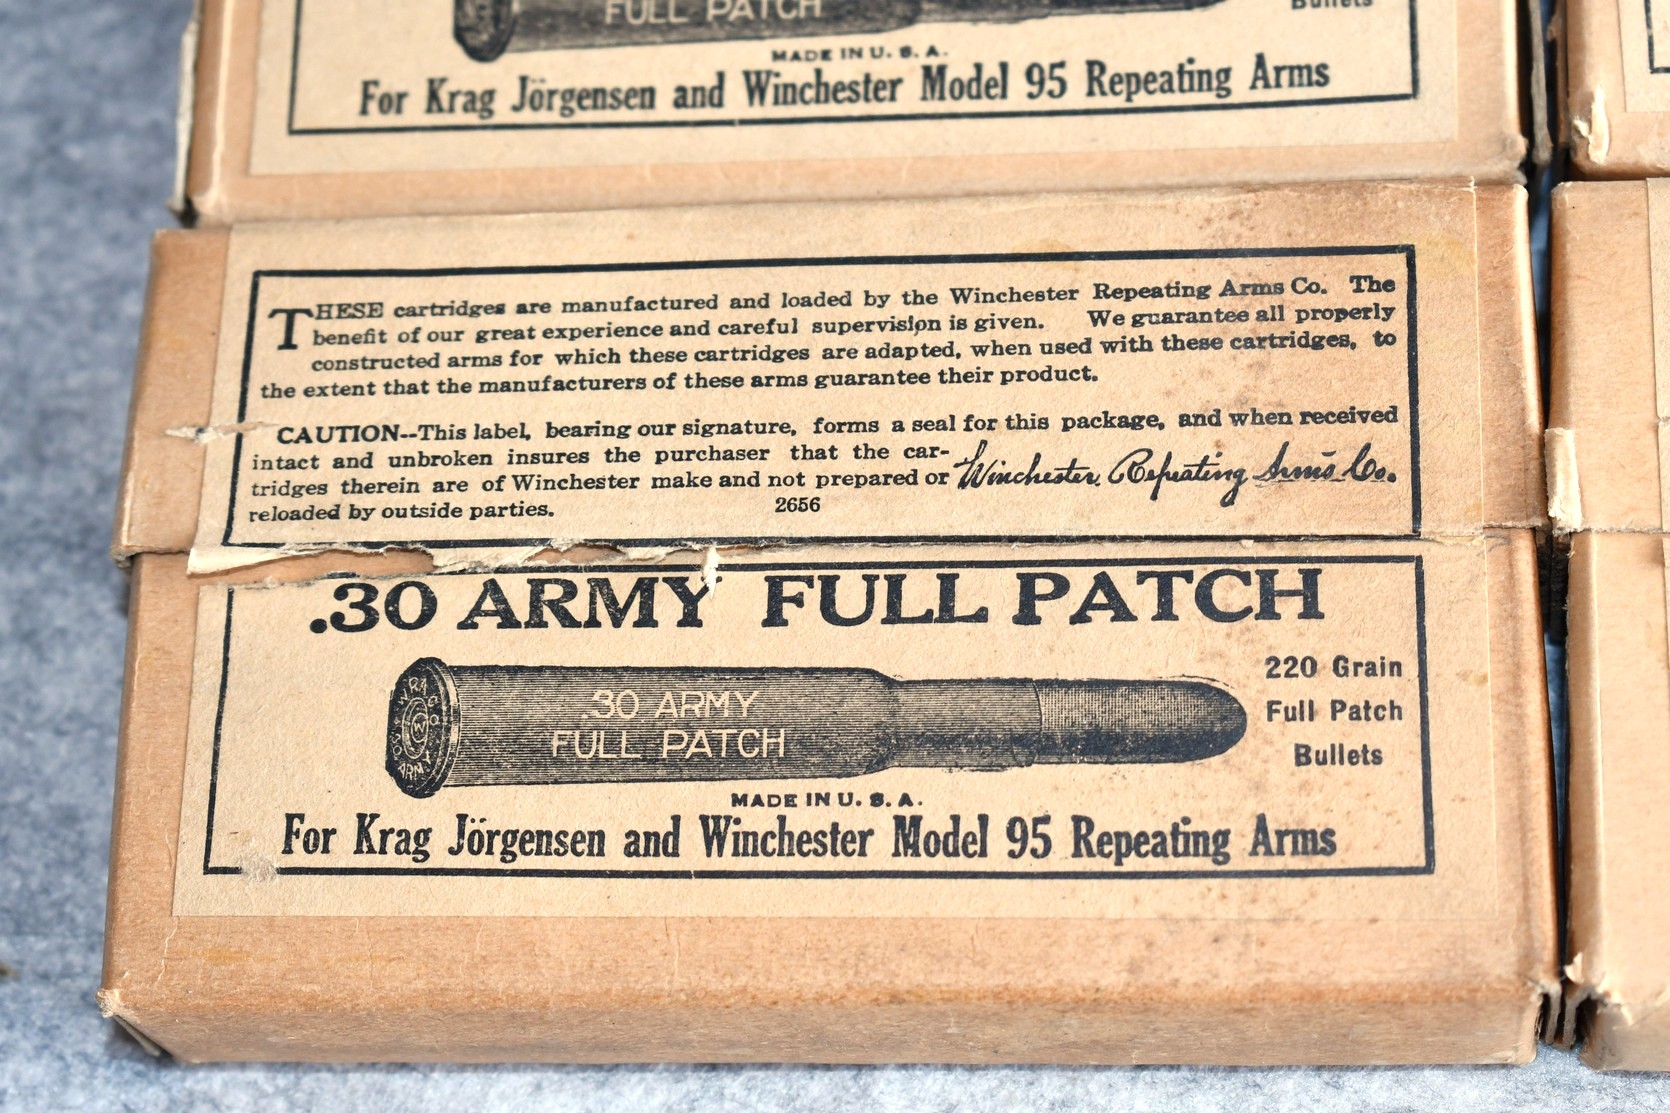 FULL PATCH
Bullets
MADE IN U. S. A.
For Krag Jörgensen and Winchester Model 95 Repeating Arms
THESE cartridges are manufactured and loaded by the Winchester Repeating Arms Co. The
benefit of our great experience and careful supervision is given. We guarantee all properly
constructed arms for which these cartridges are adapted, when used with these cartridges, to
the extent that the manufacturers of these arms guarantee their product.
CAUTION--This label, bearing our signature, forms a seal for this package, and when received
intact and unbroken insures the purchaser that the car-
tridges therein are of Winchester make and not prepared or Winchester Repeating Arms Co.
reloaded by outside parties. 2656
.30 ARMY FULL PATCH
W.R.A. CO.
.30 ARMY
W
.30 ARMY
FULL PATCH
220 Grain
Full Patch
Bullets
MADE IN U. S. A.
For Krag Jörgensen and Winchester Model 95 Repeating Arms